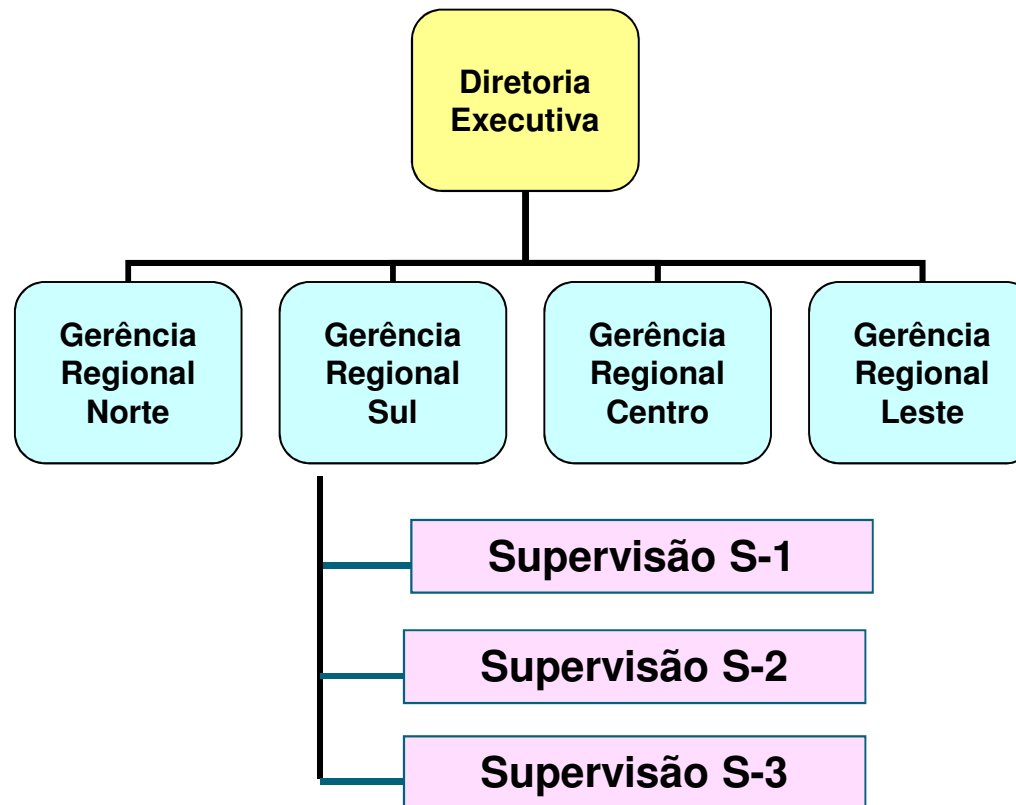 Diretoria
Executiva
Gerência
Regional
Norte
Gerência
Regional
Sul
Gerência
Regional
Centro
Gerência
Regional
Leste
Supervisão S-1
Supervisão S-2
Supervisão S-3